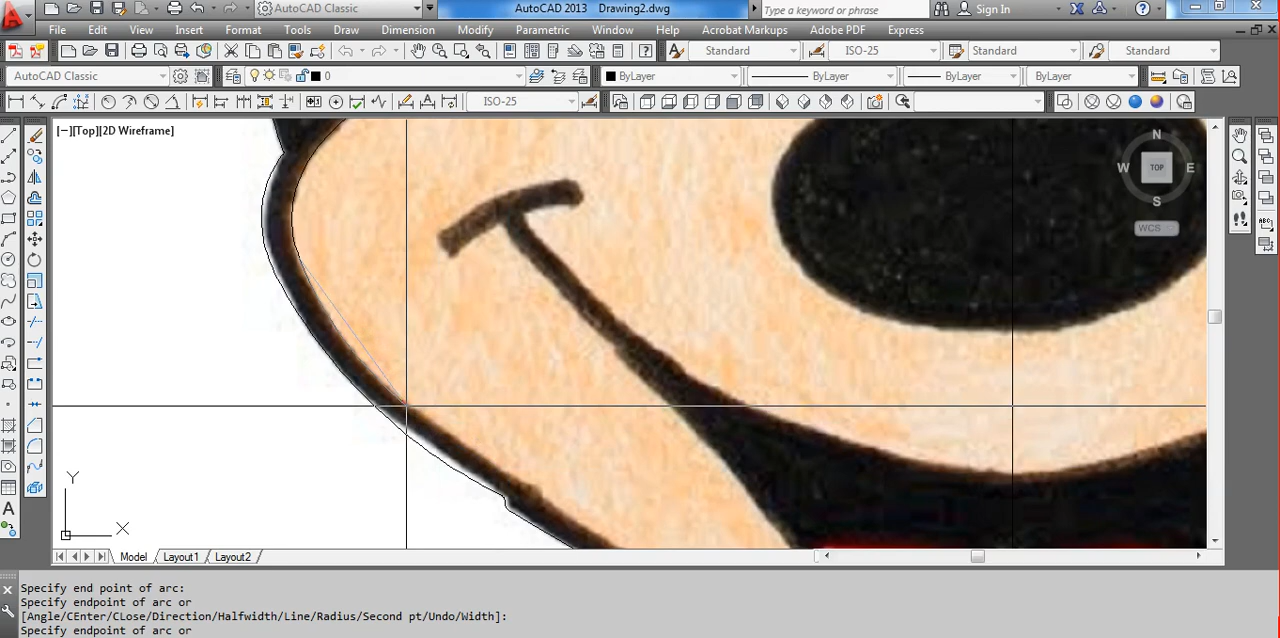 AutoCAD Classic
AutoCAD 2013 Drawing2.dwg
Type a keyword or phrase
Sign In
File Edit View Insert Format Tools Draw Dimension Modify Parametric Window Help Acrobat Markups Adobe PDF Express
Standard ISO-25 Standard Standard
AutoCAD Classic 0 ByLayer ByLayer ByLayer ByLayer
ISO-25
[−][Top][2D Wireframe]
N
W TOP E
S
WCS
Y
X
A
Model Layout1 Layout2
Specify end point of arc:
Specify endpoint of arc or
[Angle/CEnter/CLose/Direction/Halfwidth/Line/Radius/Second pt/Undo/Width]:
Specify endpoint of arc or